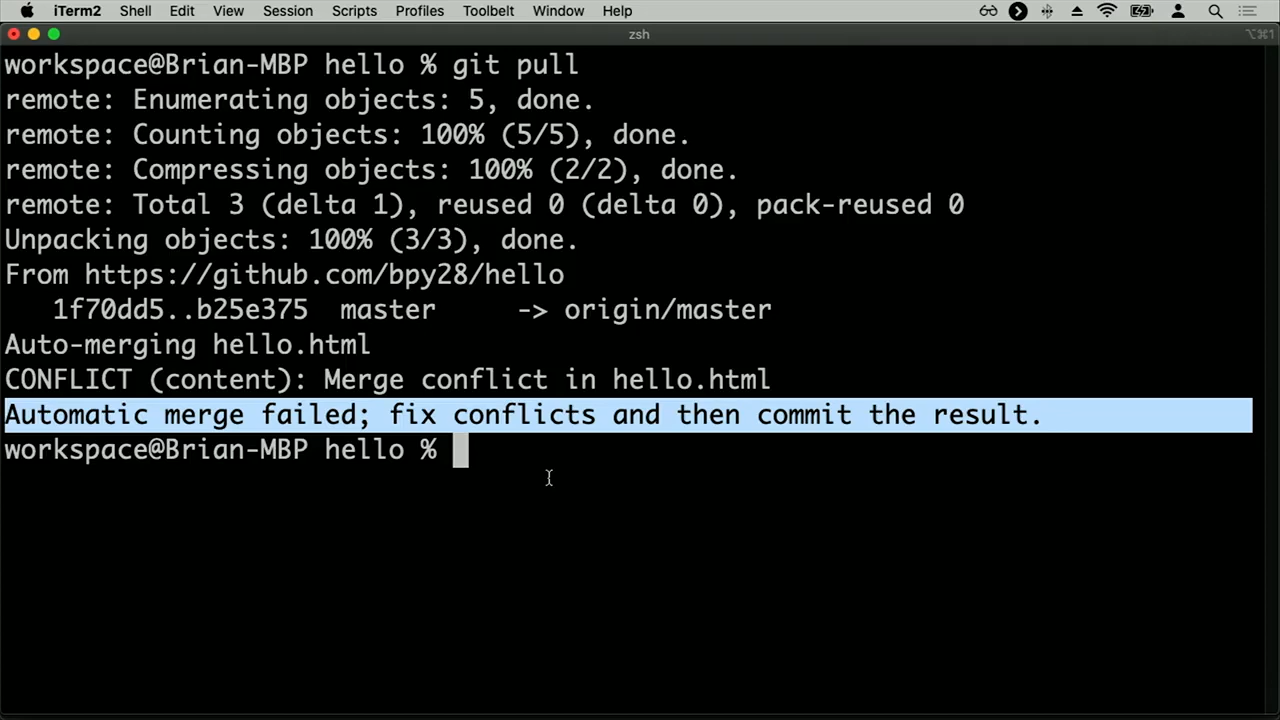 iTerm2 Shell Edit View Session Scripts Profiles Toolbelt Window Help
zsh
⌥⌘1
workspace@Brian-MBP hello % git pull
remote: Enumerating objects: 5, done.
remote: Counting objects: 100% (5/5), done.
remote: Compressing objects: 100% (2/2), done.
remote: Total 3 (delta 1), reused 0 (delta 0), pack-reused 0
Unpacking objects: 100% (3/3), done.
From https://github.com/bpy28/hello
   1f70dd5..b25e375  master     -> origin/master
Auto-merging hello.html
CONFLICT (content): Merge conflict in hello.html
Automatic merge failed; fix conflicts and then commit the result.
workspace@Brian-MBP hello %